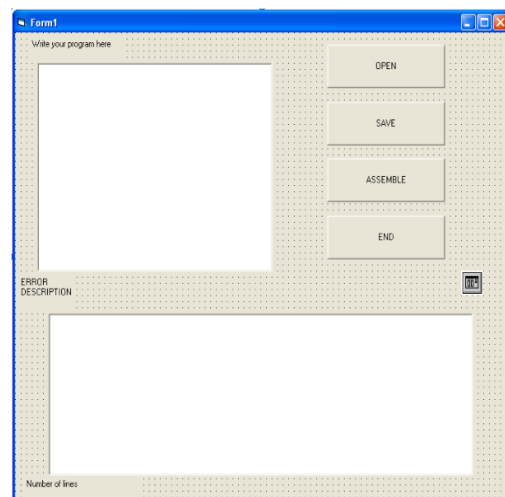 Form1
Write your program here
OPEN
SAVE
ASSEMBLE
END
ERROR
DESCRIPTION
Number of lines